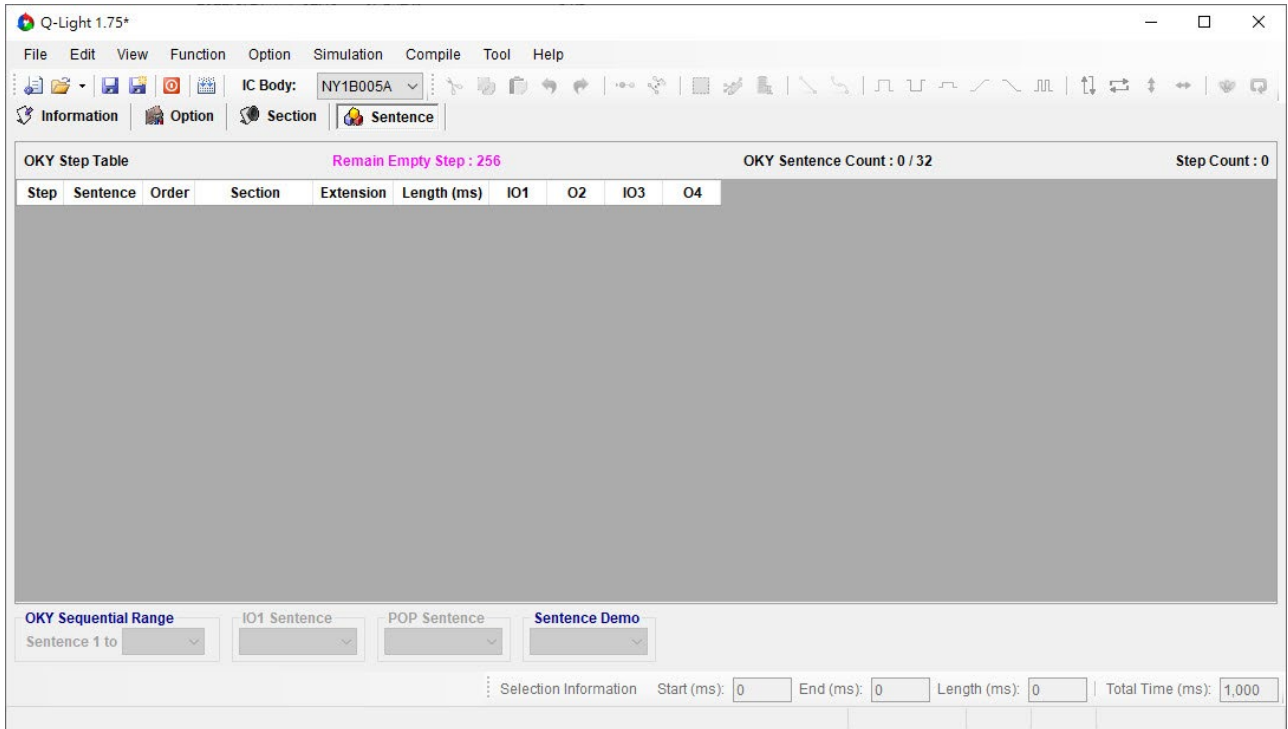 Q-Light 1.75*
File Edit View Function Option Simulation Compile Tool Help
IC Body: NY1B005A
Information Option Section Sentence
OKY Step Table Remain Empty Step : 256 OKY Sentence Count : 0 / 32 Step Count : 0
Step Sentence Order Section Extension Length (ms) IO1 O2 IO3 O4
OKY Sequential Range IO1 Sentence POP Sentence Sentence Demo
Sentence 1 to
Selection Information Start (ms): 0 End (ms): 0 Length (ms): 0 Total Time (ms): 1,000